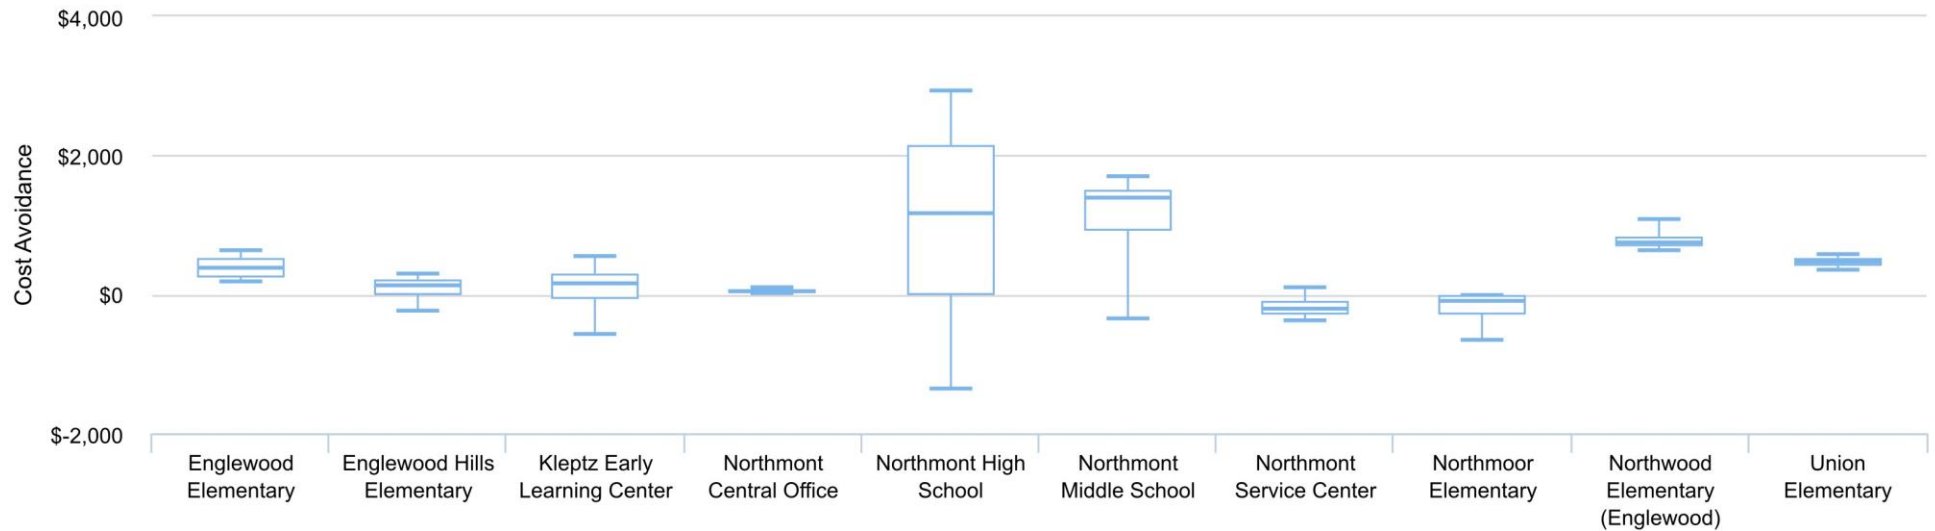 $4,000
$2,000
$0
$-2,000
Cost Avoidance
Englewood
Elementary
Englewood Hills
Elementary
Kleptz Early
Learning Center
Northmont
Central Office
Northmont High
School
Northmont
Middle School
Northmont
Service Center
Northmoor
Elementary
Northwood
Elementary
(Englewood)
Union
Elementary